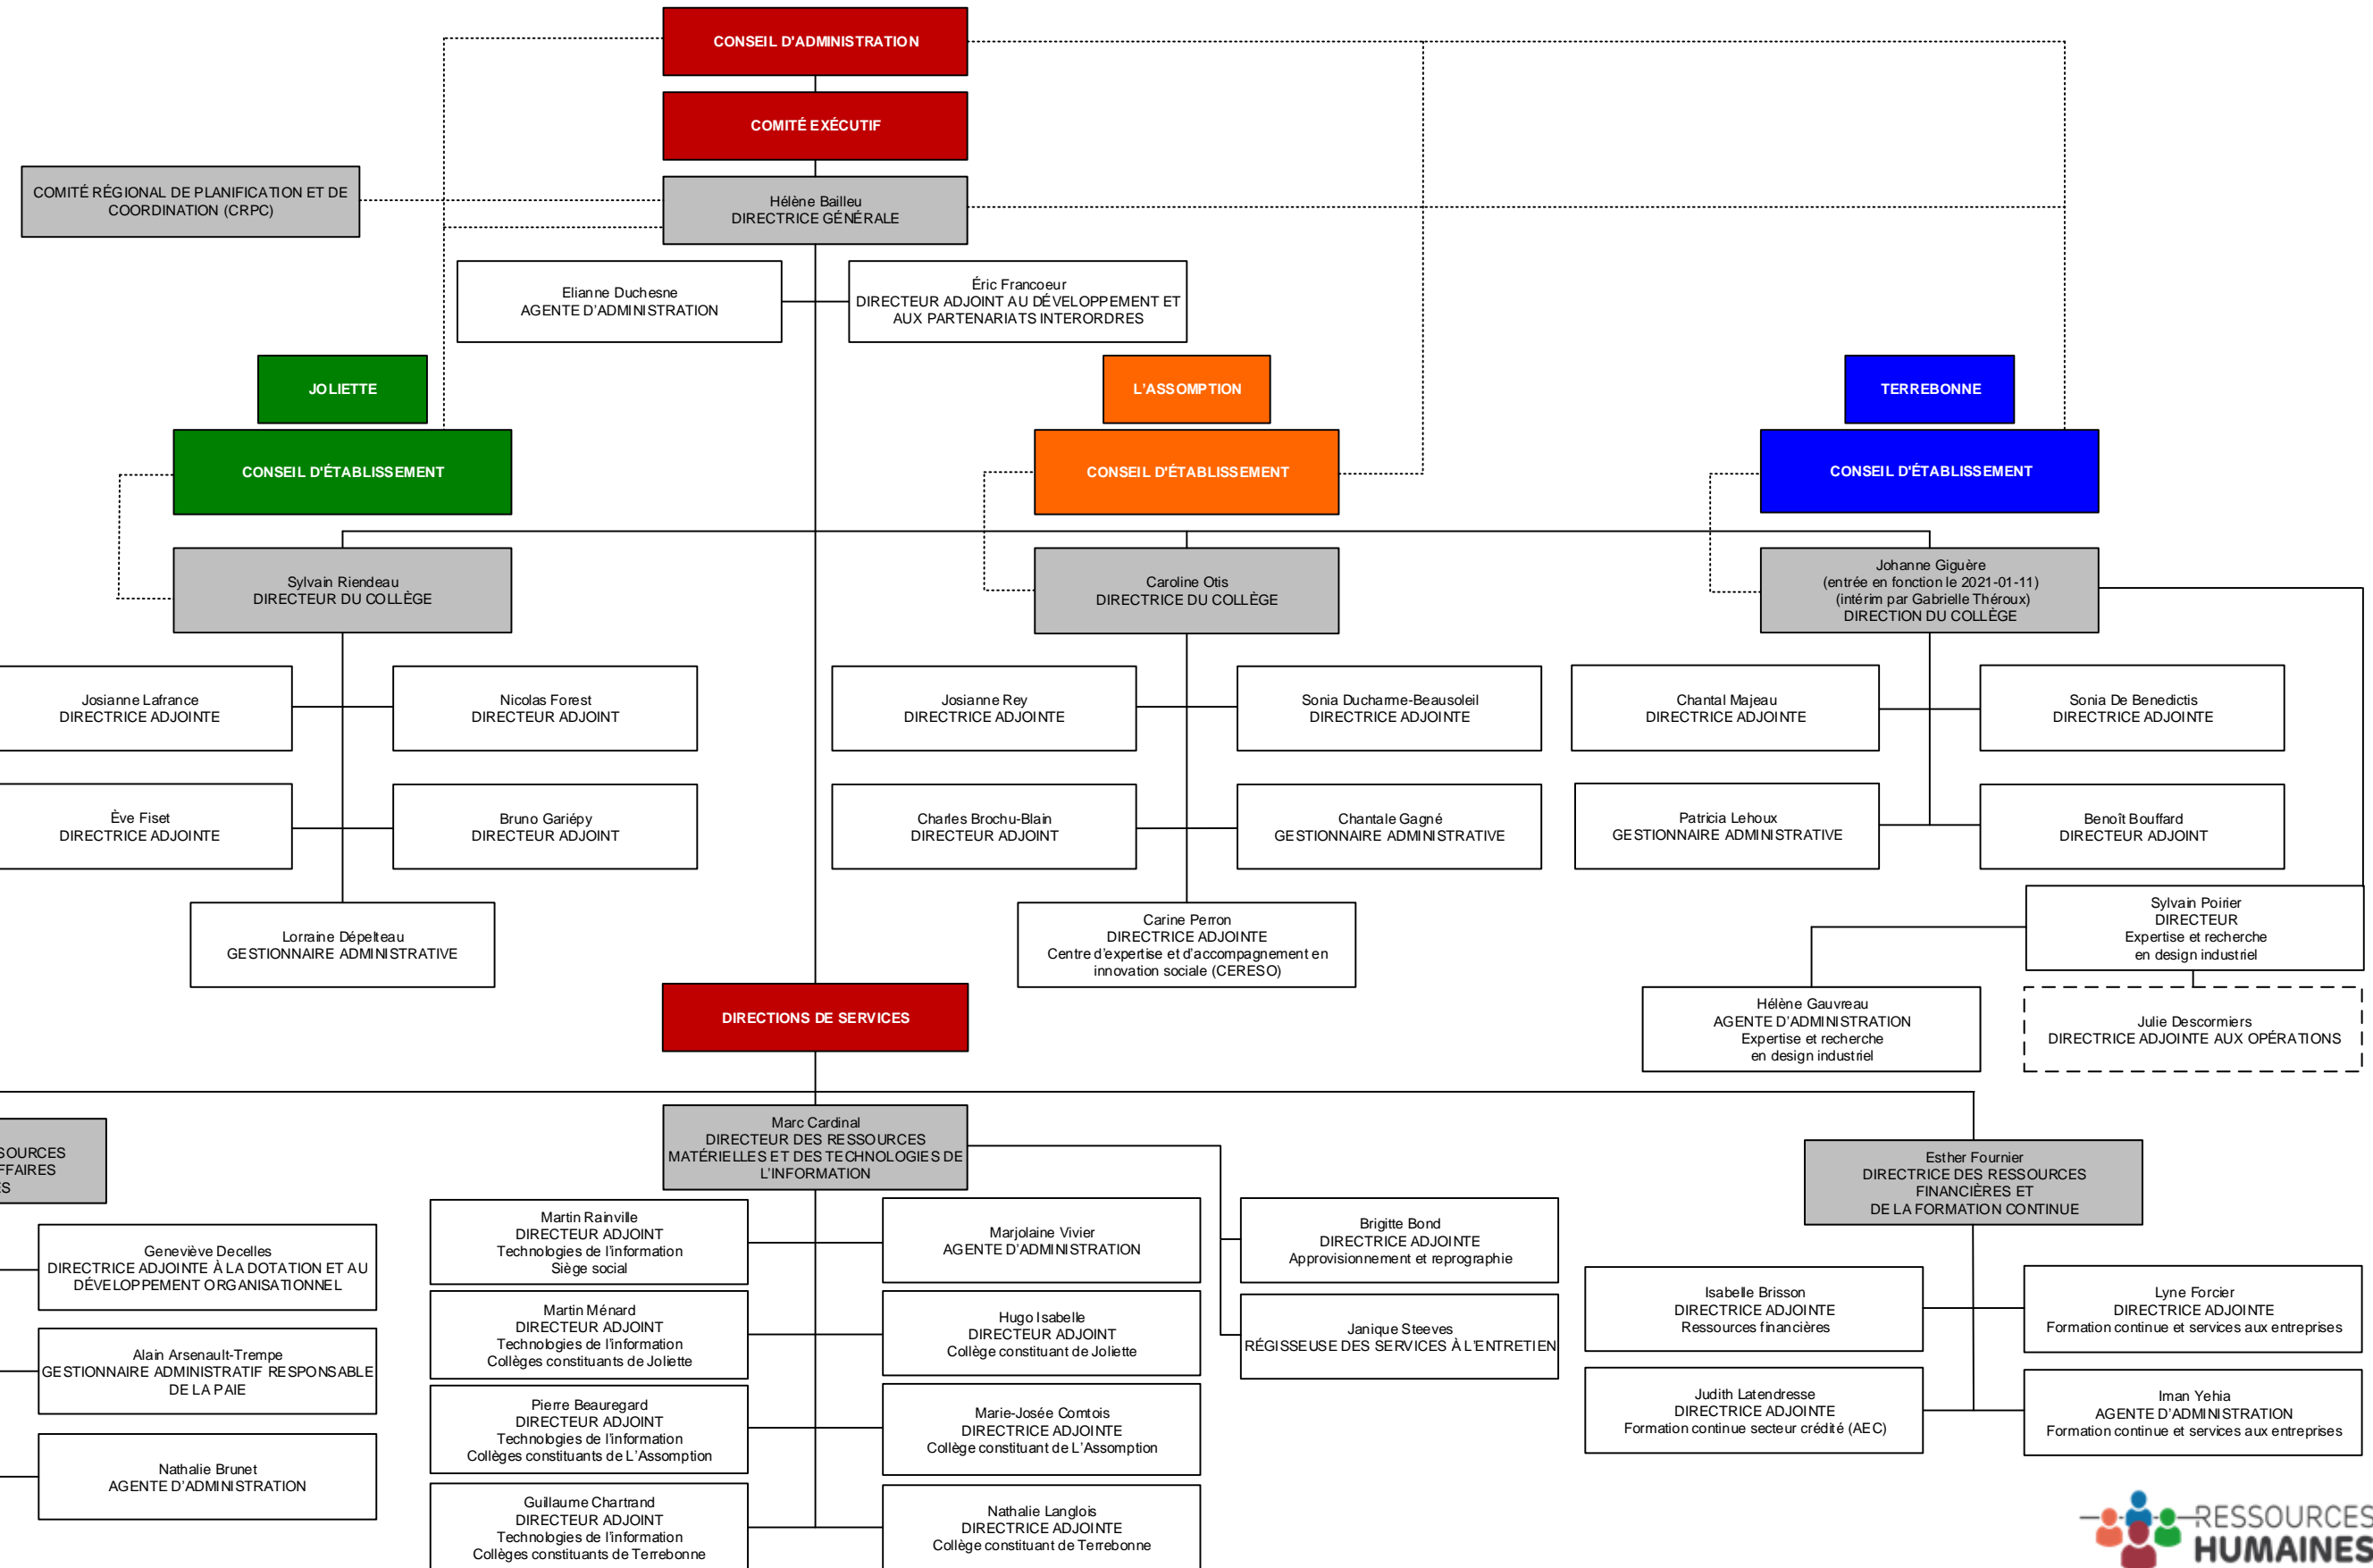 CONSEIL D'ADMINISTRATION
COMITÉ EXÉCUTIF
COMITÉ RÉGIONAL DE PLANIFICATION ET DE
COORDINATION (CRPC)
Hélène Bailleu
DIRECTRICE GÉNÉRALE
Elianne Duchesne
AGENTE D'ADMINISTRATION
Éric Francoeur
DIRECTEUR ADJOINT AU DÉVELOPPEMENT ET
AUX PARTENARIATS INTERORDRES
JOLIETTE
L'ASSOMPTION
TERREBONNE
CONSEIL D'ÉTABLISSEMENT
CONSEIL D'ÉTABLISSEMENT
CONSEIL D'ÉTABLISSEMENT
Sylvain Riendeau
DIRECTEUR DU COLLÈGE
Caroline Otis
DIRECTRICE DU COLLÈGE
Johanne Giguère
(entrée en fonction le 2021-01-11)
(intérim par Gabrielle Théroux)
DIRECTION DU COLLÈGE
Josianne Lafrance
DIRECTRICE ADJOINTE
Nicolas Forest
DIRECTEUR ADJOINT
Josianne Rey
DIRECTRICE ADJOINTE
Sonia Ducharme-Beausoleil
DIRECTRICE ADJOINTE
Chantal Majeau
DIRECTRICE ADJOINTE
Sonia De Benedictis
DIRECTRICE ADJOINTE
Ève Fiset
DIRECTRICE ADJOINTE
Bruno Gariépy
DIRECTEUR ADJOINT
Charles Brochu-Blain
DIRECTEUR ADJOINT
Chantale Gagné
GESTIONNAIRE ADMINISTRATIVE
Patricia Lehoux
GESTIONNAIRE ADMINISTRATIVE
Benoît Bouffard
DIRECTEUR ADJOINT
Lorraine Dépelteau
GESTIONNAIRE ADMINISTRATIVE
Carine Perron
DIRECTRICE ADJOINTE
Centre d'expertise et d'accompagnement en
innovation sociale (CERESO)
Sylvain Poirier
DIRECTEUR
Expertise et recherche
en design industriel
Hélène Gauvreau
AGENTE D'ADMINISTRATION
Expertise et recherche
en design industriel
Julie Descormiers
DIRECTRICE ADJOINTE AUX OPÉRATIONS
DIRECTIONS DE SERVICES
SOURCES
FFAIRES
ES
Marc Cardinal
DIRECTEUR DES RESSOURCES
MATÉRIELLES ET DES TECHNOLOGIES DE
L'INFORMATION
Esther Fournier
DIRECTRICE DES RESSOURCES
FINANCIÈRES ET
DE LA FORMATION CONTINUE
Geneviève Decelles
DIRECTRICE ADJOINTE À LA DOTATION ET AU
DÉVELOPPEMENT ORGANISATIONNEL
Alain Arsenault-Trempe
GESTIONNAIRE ADMINISTRATIF RESPONSABLE
DE LA PAIE
Nathalie Brunet
AGENTE D'ADMINISTRATION
Martin Rainville
DIRECTEUR ADJOINT
Technologies de l'information
Siège social
Marjolaine Vivier
AGENTE D'ADMINISTRATION
Brigitte Bond
DIRECTRICE ADJOINTE
Approvisionnement et reprographie
Martin Ménard
DIRECTEUR ADJOINT
Technologies de l'information
Collèges constituants de Joliette
Hugo Isabelle
DIRECTEUR ADJOINT
Collège constituant de Joliette
Janique Steeves
RÉGISSEUSE DES SERVICES À L'ENTRETIEN
Pierre Beauregard
DIRECTEUR ADJOINT
Technologies de l'information
Collèges constituants de L'Assomption
Marie-Josée Comtois
DIRECTRICE ADJOINTE
Collège constituant de L'Assomption
Guillaume Chartrand
DIRECTEUR ADJOINT
Technologies de l'information
Collèges constituants de Terrebonne
Nathalie Langlois
DIRECTRICE ADJOINTE
Collège constituant de Terrebonne
Isabelle Brisson
DIRECTRICE ADJOINTE
Ressources financières
Lyne Forcier
DIRECTRICE ADJOINTE
Formation continue et services aux entreprises
Judith Latendresse
DIRECTRICE ADJOINTE
Formation continue secteur crédité (AEC)
Iman Yehia
AGENTE D'ADMINISTRATION
Formation continue et services aux entreprises
RESSOURCES
HUMAINES